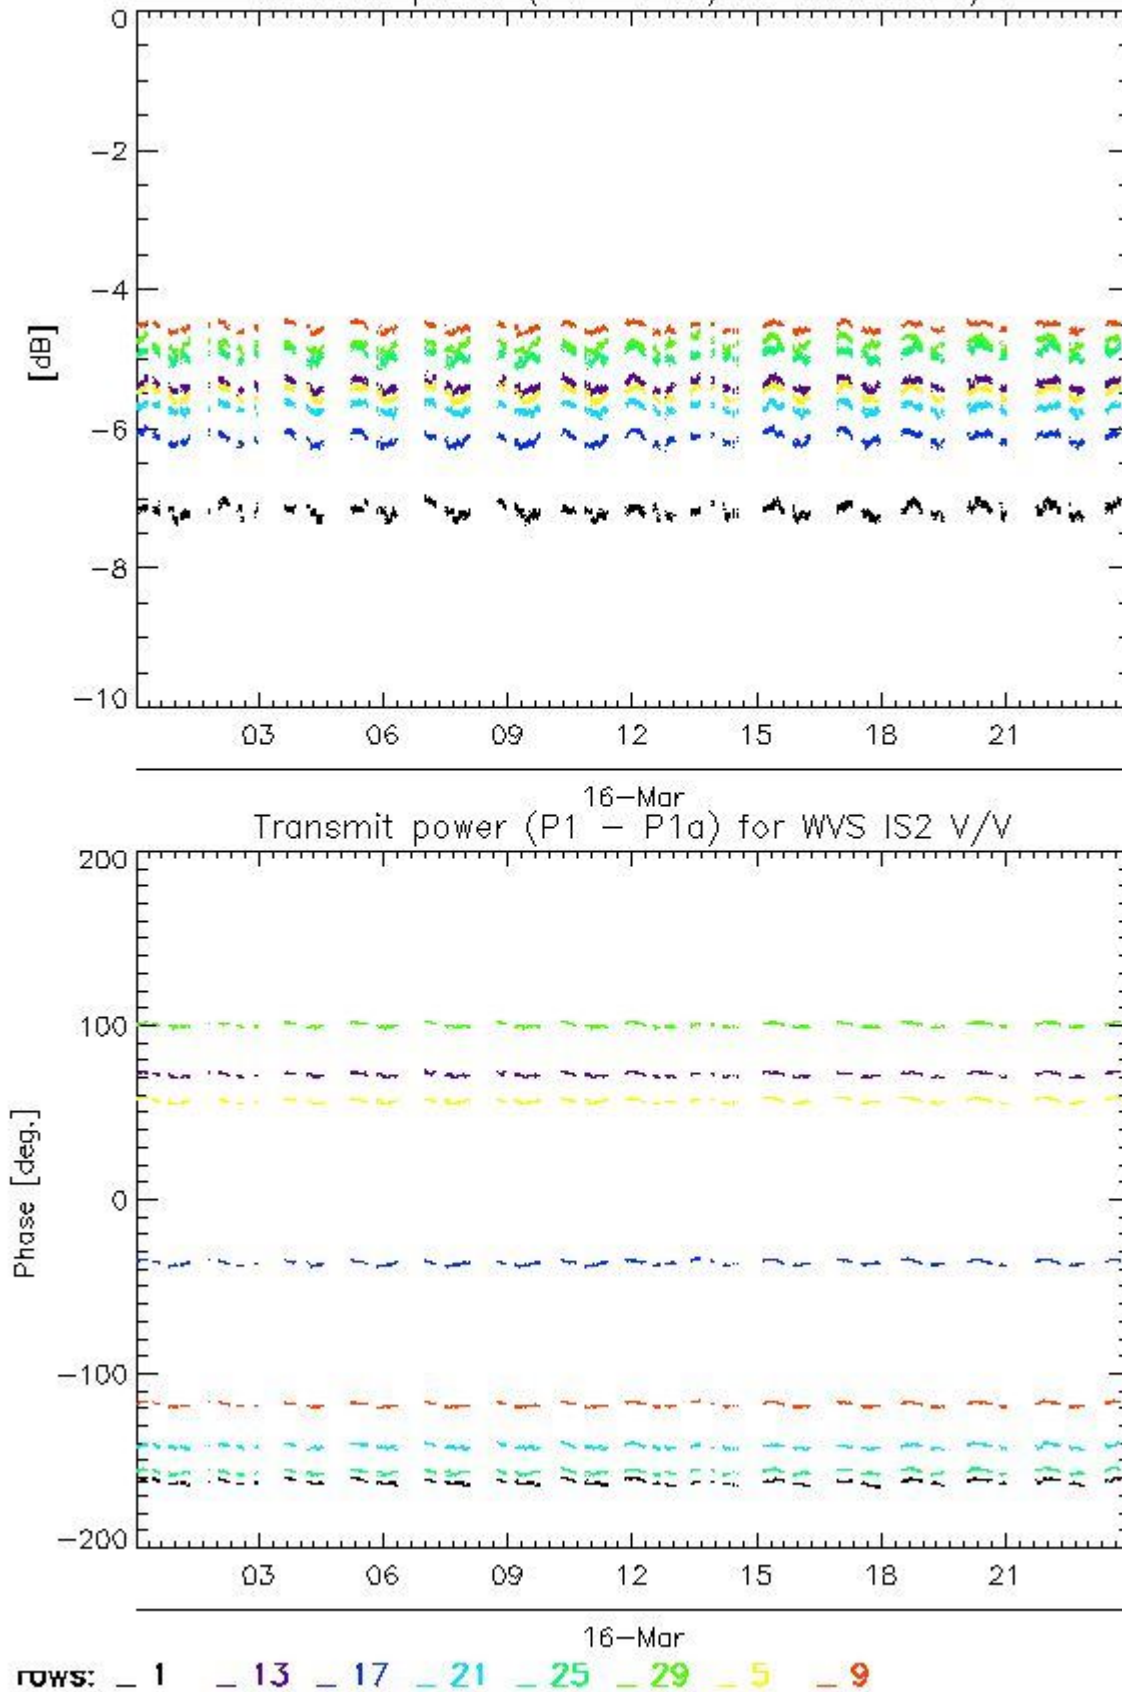 0
-2
-4
[dB]
-6
-8
-10
03 06 09 12 15 18 21
16-Mar
Transmit power (P1 - P1a) for WVS IS2 V/V
200
100
0
Phase [deg.]
-100
-200
03 06 09 12 15 18 21
16-Mar
rows: _ 1 _ 13 _ 17 _ 21 _ 25 _ 29 _ 5 _ 9